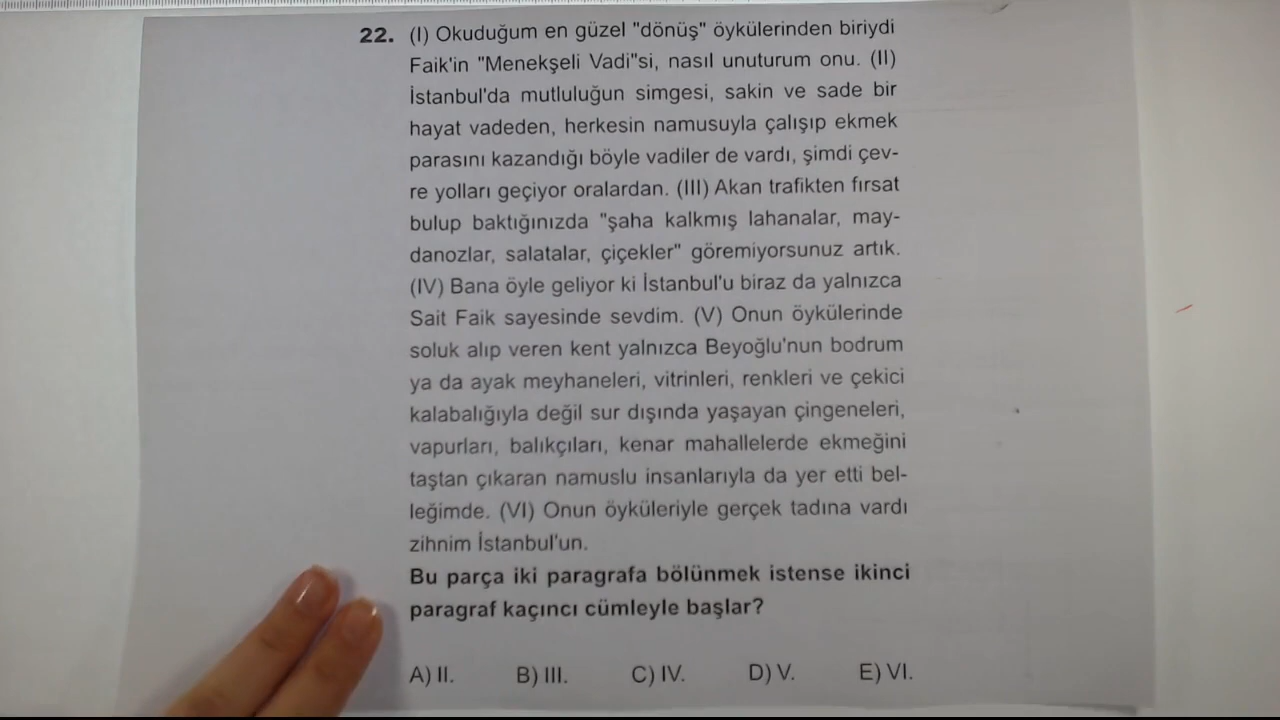 22. (I) Okuduğum en güzel "dönüş" öykülerinden biriydi
Faik'in "Menekşeli Vadi"si, nasıl unuturum onu. (II)
İstanbul'da mutluluğun simgesi, sakin ve sade bir
hayat vadeden, herkesin namusuyla çalışıp ekmek
parasını kazandığı böyle vadiler de vardı, şimdi çev-
re yolları geçiyor oralardan. (III) Akan trafikten fırsat
bulup baktığınızda "şaha kalkmış lahanalar, may-
danozlar, salatalar, çiçekler" göremiyorsunuz artık.
(IV) Bana öyle geliyor ki İstanbul'u biraz da yalnızca
Sait Faik sayesinde sevdim. (V) Onun öykülerinde
soluk alıp veren kent yalnızca Beyoğlu'nun bodrum
ya da ayak meyhaneleri, vitrinleri, renkleri ve çekici
kalabalığıyla değil sur dışında yaşayan çingeneleri,
vapurları, balıkçıları, kenar mahallelerde ekmeğini
taştan çıkaran namuslu insanlarıyla da yer etti bel-
leğimde. (VI) Onun öyküleriyle gerçek tadına vardı
zihnim İstanbul'un.
Bu parça iki paragrafa bölünmek istense ikinci
paragraf kaçıncı cümleyle başlar?
A) II. B) III. C) IV. D) V. E) VI.